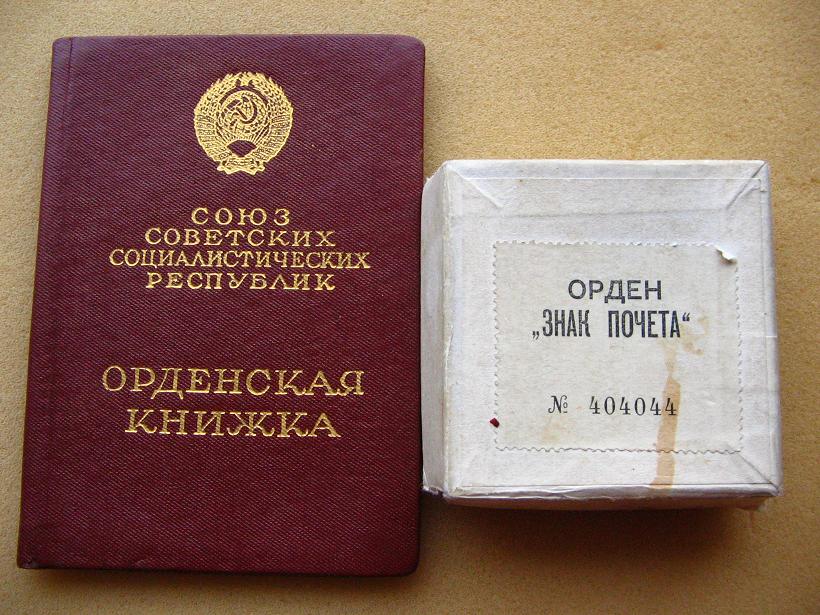 СОЮЗ
СОВЕТСКИХ
СОЦИАЛИСТИЧЕСКИХ
РЕСПУБЛИК
ОРДЕНСКАЯ
КНИЖКА
ОРДЕН
„ЗНАК ПОЧЕТА“
№ 404044